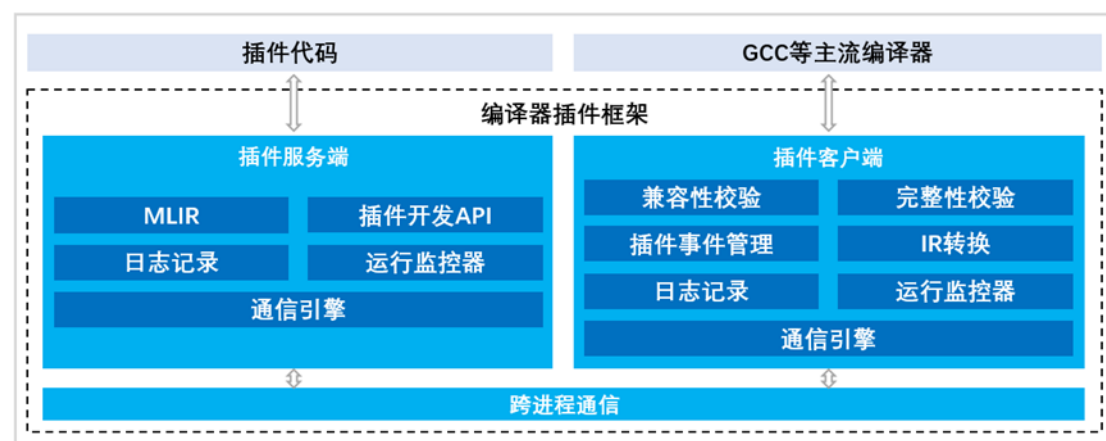 插件代码
GCC等主流编译器
编译器插件框架
插件服务端
MLIR
插件开发API
日志记录
运行监控器
通信引擎
插件客户端
兼容性校验
完整性校验
插件事件管理
IR转换
日志记录
运行监控器
通信引擎
跨进程通信